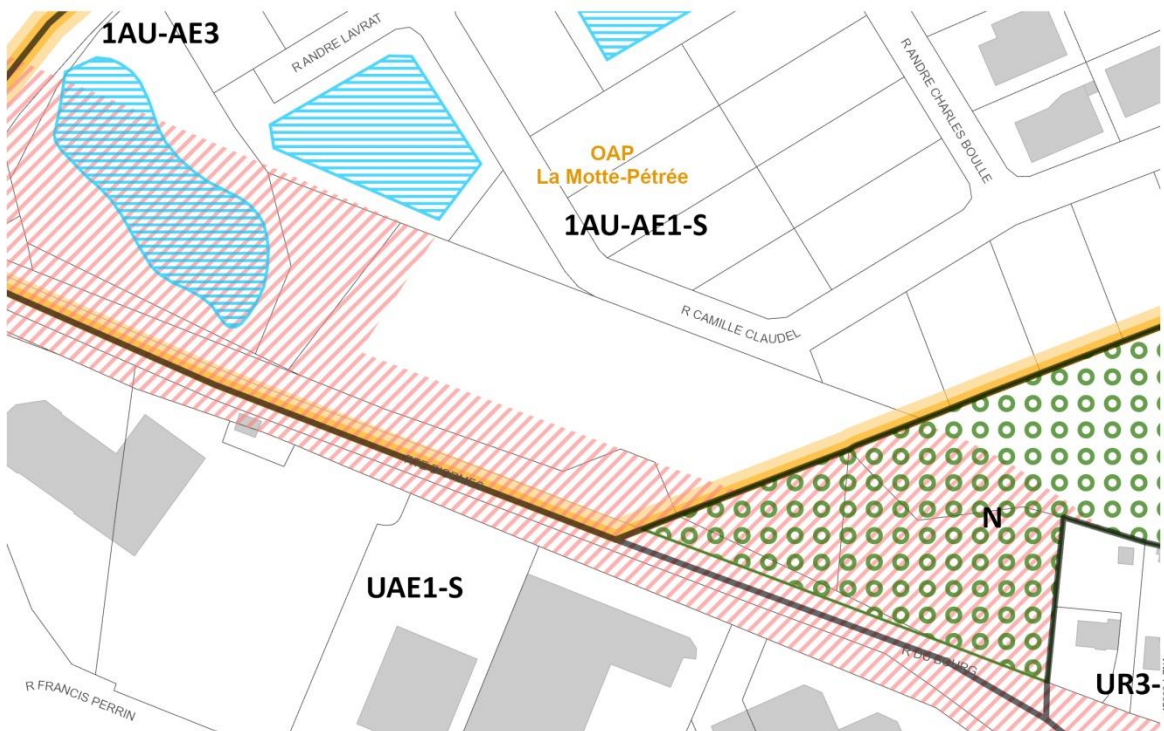 1AU-AE3
R ANDRE LAVRAT
R ANDRE CHARLES BOULLE
OAP
La Motte-Pétrée
1AU-AE1-S
R CAMILLE CLAUDEL
N
UAE1-S
R DU BOURG
R FRANCIS PERRIN
UR3-